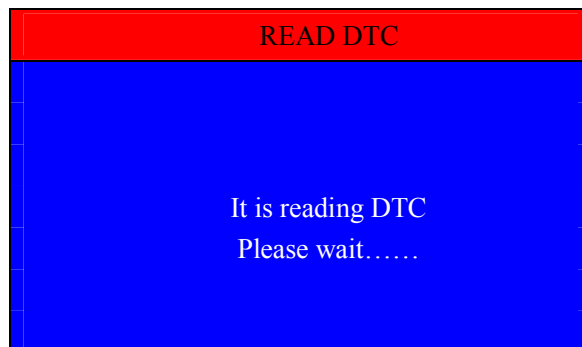 READ DTC
It is reading DTC
Please wait……